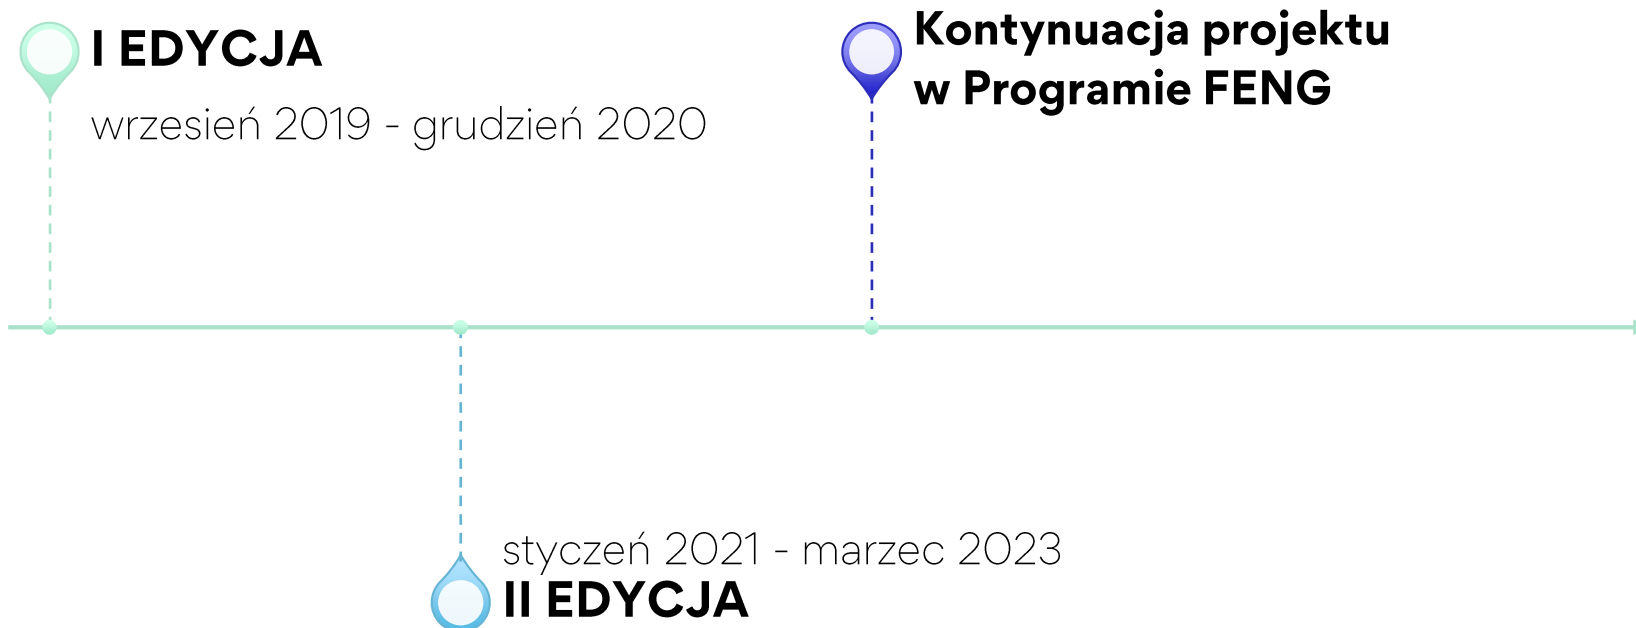 I EDYCJA
wrzesień 2019 - grudzień 2020
Kontynuacja projektu
w Programie FENG
styczeń 2021 - marzec 2023
II EDYCJA